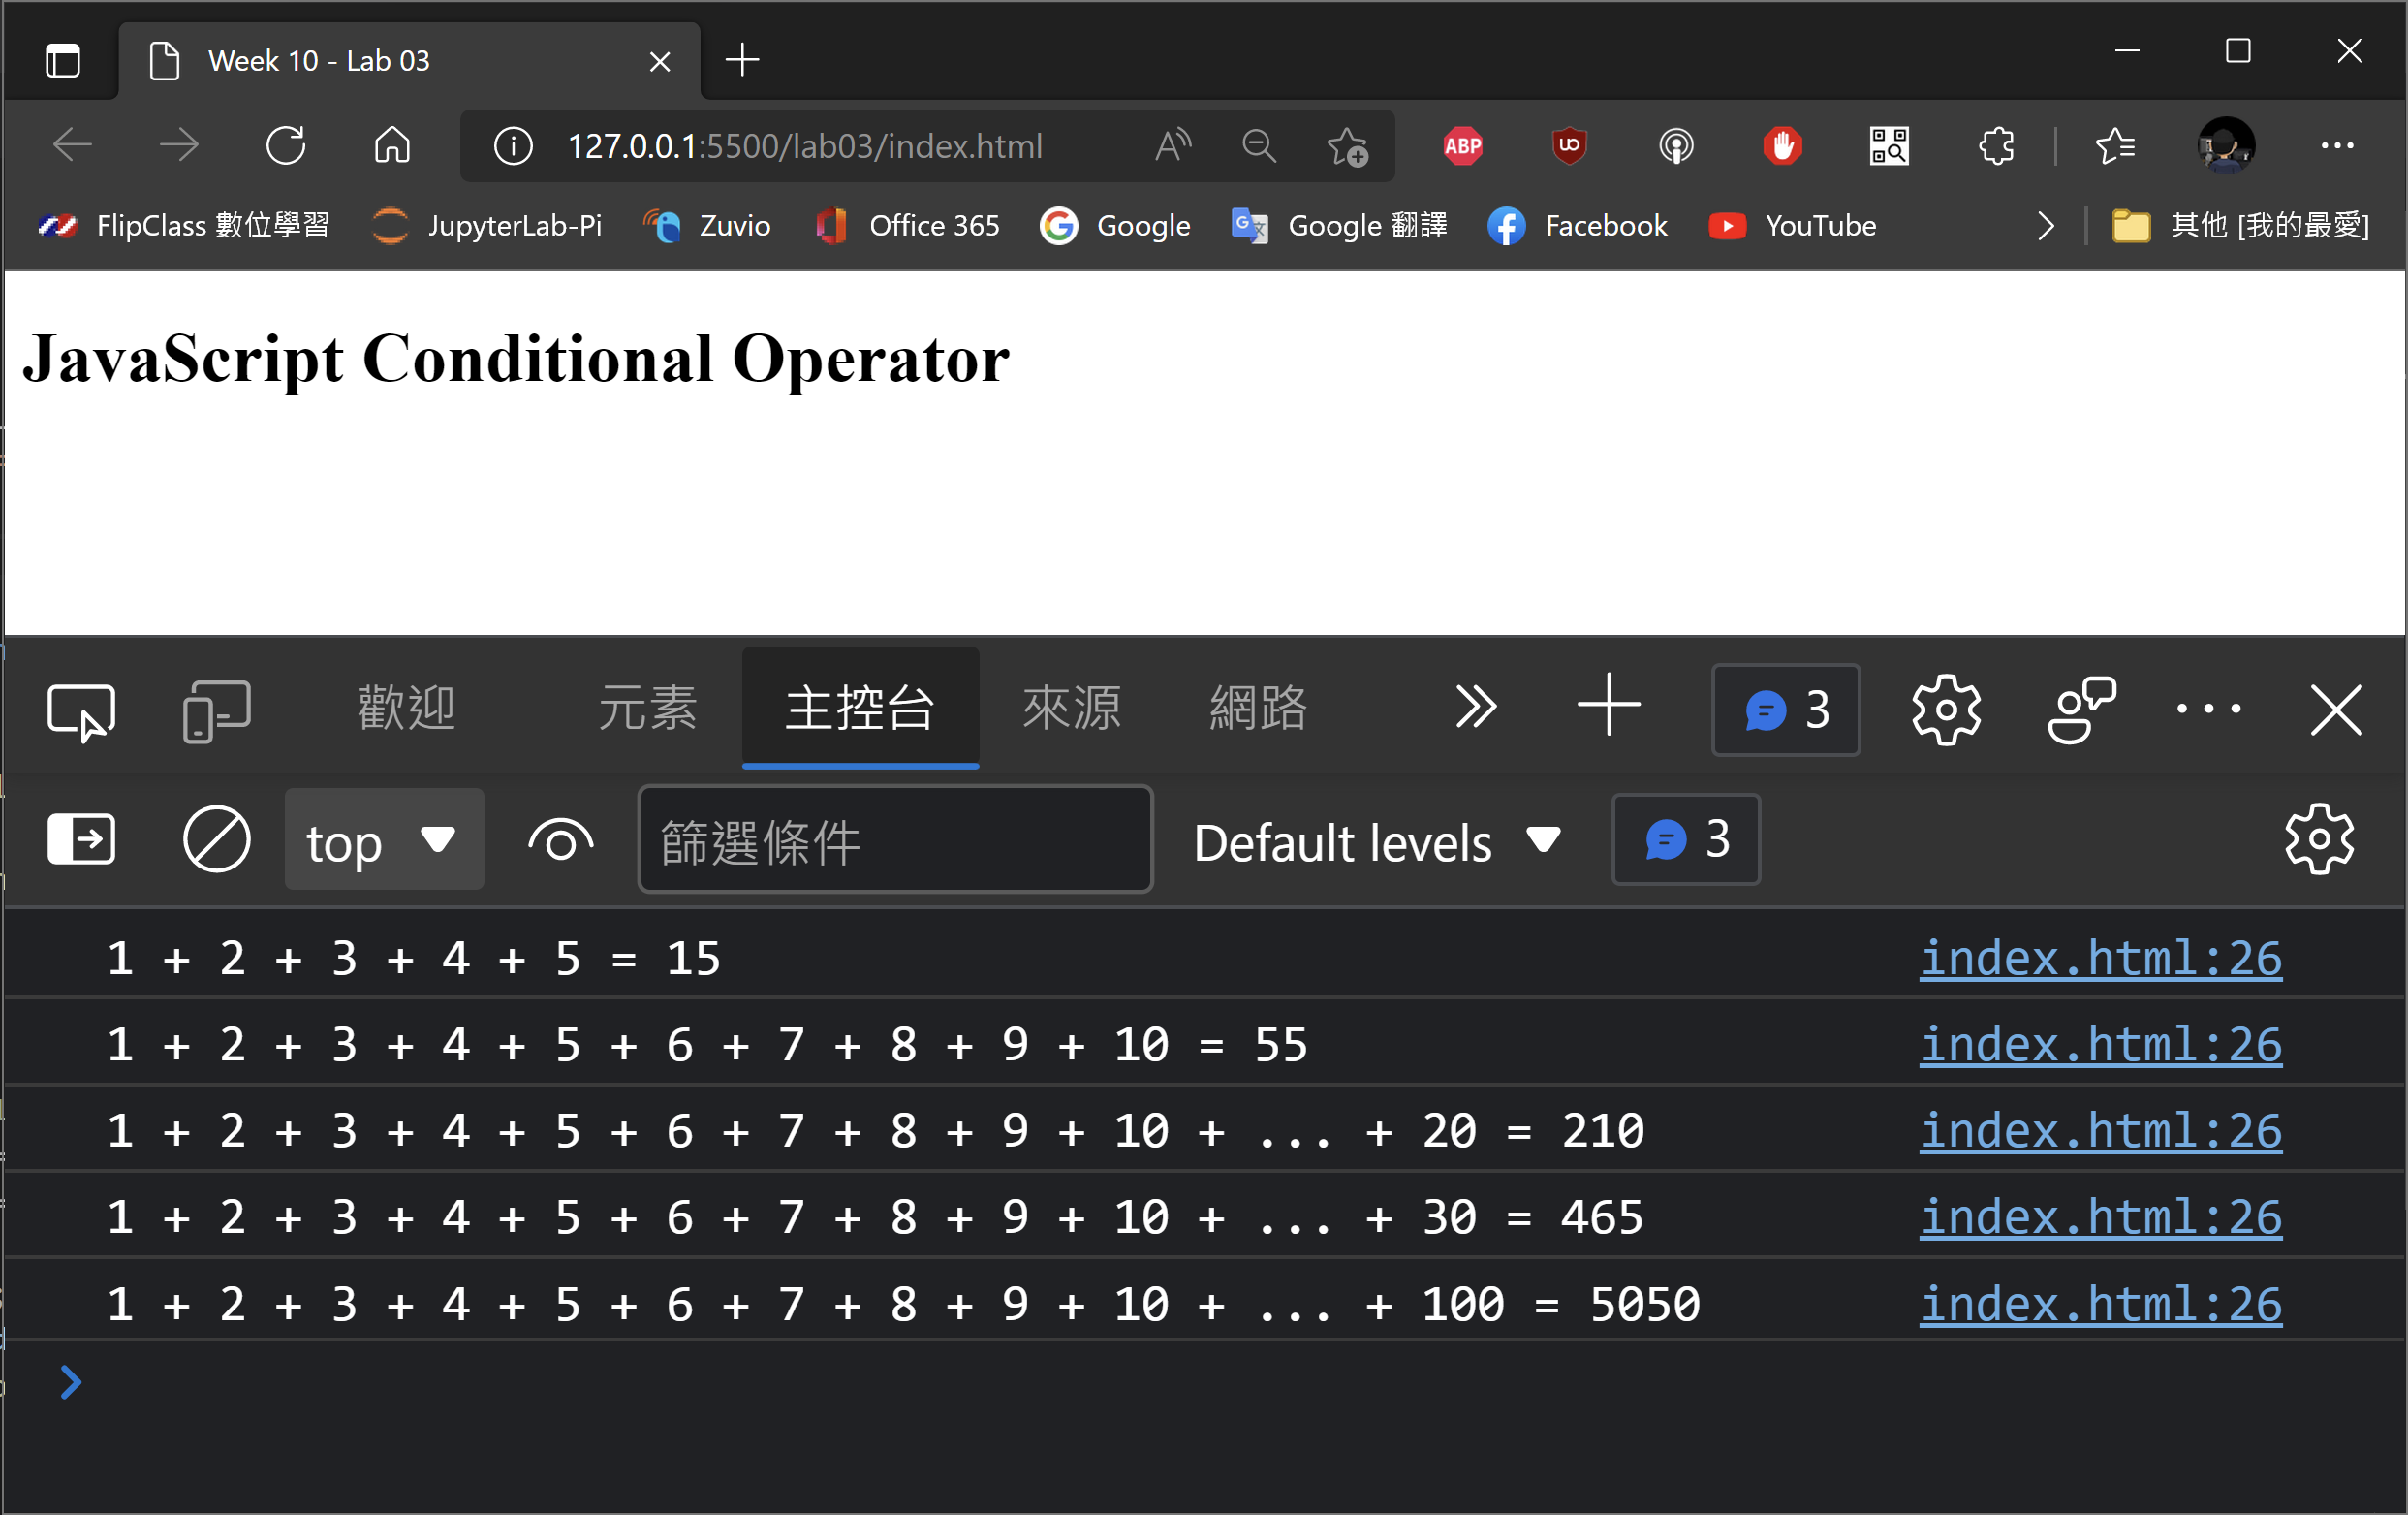 Week 10 - Lab 03
127.0.0.1:5500/lab03/index.html
ABP
FlipClass 數位學習 JupyterLab-Pi Zuvio Office 365 Google Google 翻譯 Facebook YouTube 其他 [我的最愛]
JavaScript Conditional Operator
歡迎 元素 主控台 來源 網路 3
top 篩選條件 Default levels 3
1 + 2 + 3 + 4 + 5 = 15 index.html:26
1 + 2 + 3 + 4 + 5 + 6 + 7 + 8 + 9 + 10 = 55 index.html:26
1 + 2 + 3 + 4 + 5 + 6 + 7 + 8 + 9 + 10 + ... + 20 = 210 index.html:26
1 + 2 + 3 + 4 + 5 + 6 + 7 + 8 + 9 + 10 + ... + 30 = 465 index.html:26
1 + 2 + 3 + 4 + 5 + 6 + 7 + 8 + 9 + 10 + ... + 100 = 5050 index.html:26